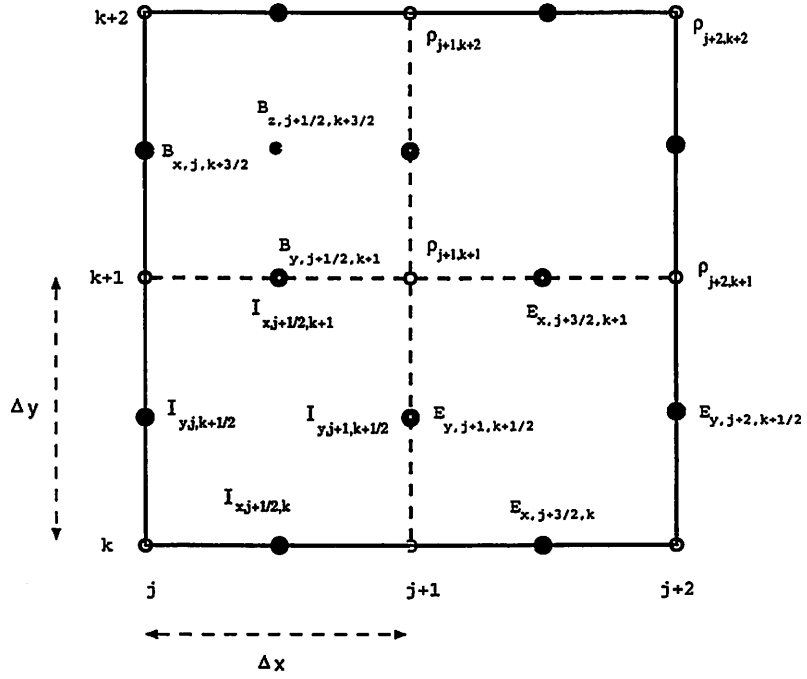 k+2
ρj+1,k+2
ρj+2,k+2
Bz,j+1/2,k+3/2
Bx,j,k+3/2
By,j+1/2,k+1
ρj+1,k+1
k+1
ρj+2,k+1
Ix,j+1/2,k+1
Ex,j+3/2,k+1
Δy
Iy,j,k+1/2
Iy,j+1,k+1/2
Ey,j+1,k+1/2
Ey,j+2,k+1/2
Ix,j+1/2,k
Ex,j+3/2,k
k
j
j+1
j+2
Δx